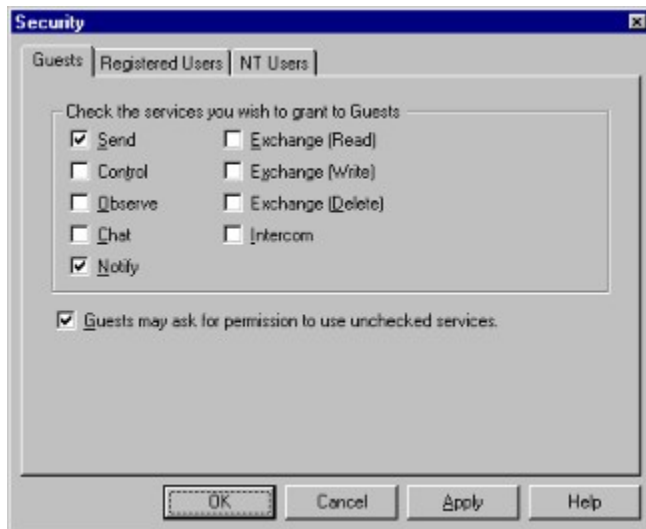 Security
Guests Registered Users NT Users
Check the services you wish to grant to Guests
Send Exchange (Read)
Control Exchange (Write)
Observe Exchange (Delete)
Chat Intercom
Notify
Guests may ask for permission to use unchecked services.
OK Cancel Apply Help